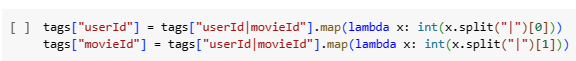 [ ] tags["userId"] = tags["userId|movieId"].map(lambda x: int(x.split("|")[0]))
tags["movieId"] = tags["userId|movieId"].map(lambda x: int(x.split("|")[1]))